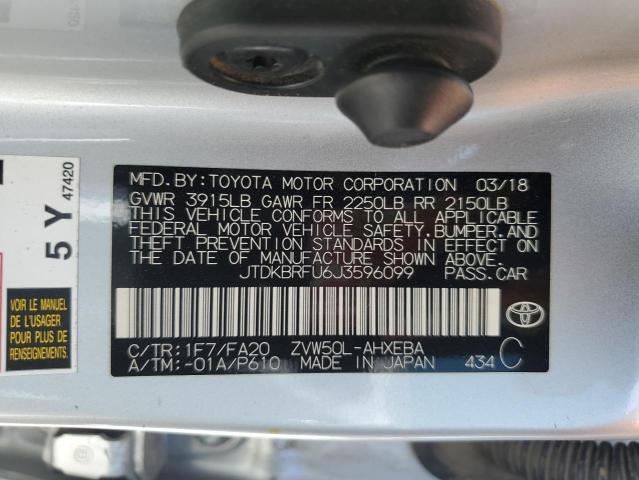 MFD.BY:TOYOTA MOTOR CORPORATION 03/18
GVWR 3915LB GAWR FR 2250LB RR 2150LB
THIS VEHICLE CONFORMS TO ALL APPLICABLE
FEDERAL MOTOR VEHICLE SAFETY,BUMPER,AND
THEFT PREVENTION STANDARDS IN EFFECT ON
THE DATE OF MANUFACTURE SHOWN ABOVE.
JTDKBRFU6J3596099 PASS.CAR
C/TR:1F7/FA20 ZVW50L-AHXEBA
A/TM:-01A/P610 MADE IN JAPAN 434 C
TOYOTA
5 Y
47420
VOIR LE MANUEL
DE L'USAGER
POUR PLUS DE
RENSEIGNEMENTS.